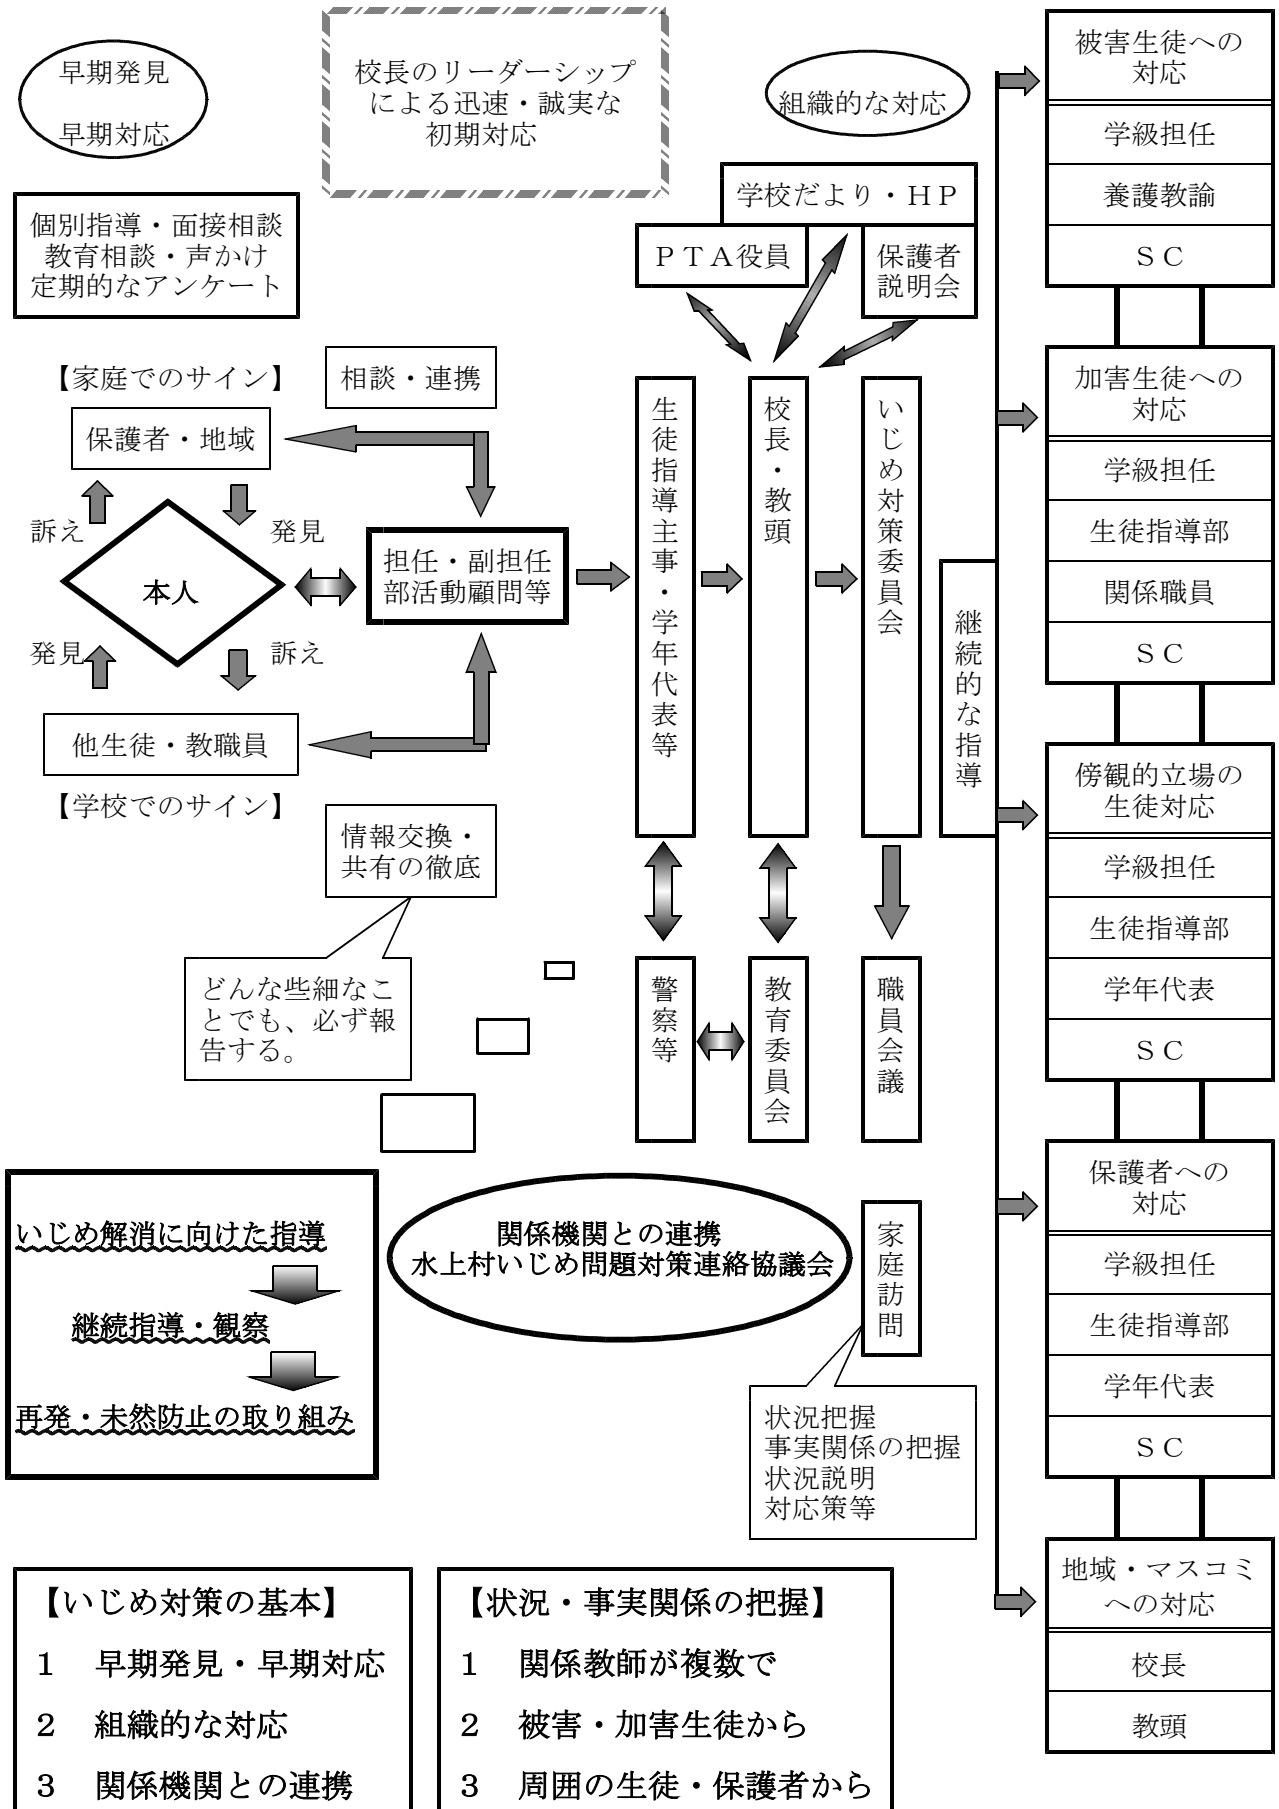 早期発見
早期対応
校長のリーダーシップ
による迅速・誠実な
初期対応
組織的な対応
個別指導・面接相談
教育相談・声かけ
定期的なアンケート
学校だより・ＨＰ
ＰＴＡ役員
保護者
説明会
【家庭でのサイン】
相談・連携
保護者・地域
訴え
発見
本人
担任・副担任
部活動顧問等
発見
訴え
他生徒・教職員
【学校でのサイン】
情報交換・
共有の徹底
どんな些細なこ
とでも、必ず報
告する。
生徒指導主事・学年代表等
校長・教頭
いじめ対策委員会
継続的な指導
警察等
教育委員会
職員会議
家庭訪問
状況把握
事実関係の把握
状況説明
対応策等
関係機関との連携
水上村いじめ問題対策連絡協議会
いじめ解消に向けた指導
継続指導・観察
再発・未然防止の取り組み
被害生徒への
対応
学級担任
養護教諭
ＳＣ
加害生徒への
対応
学級担任
生徒指導部
関係職員
ＳＣ
傍観的立場の
生徒対応
学級担任
生徒指導部
学年代表
ＳＣ
保護者への
対応
学級担任
生徒指導部
学年代表
ＳＣ
地域・マスコミ
への対応
校長
教頭
【いじめ対策の基本】
１　早期発見・早期対応
２　組織的な対応
３　関係機関との連携
【状況・事実関係の把握】
１　関係教師が複数で
２　被害・加害生徒から
３　周囲の生徒・保護者から